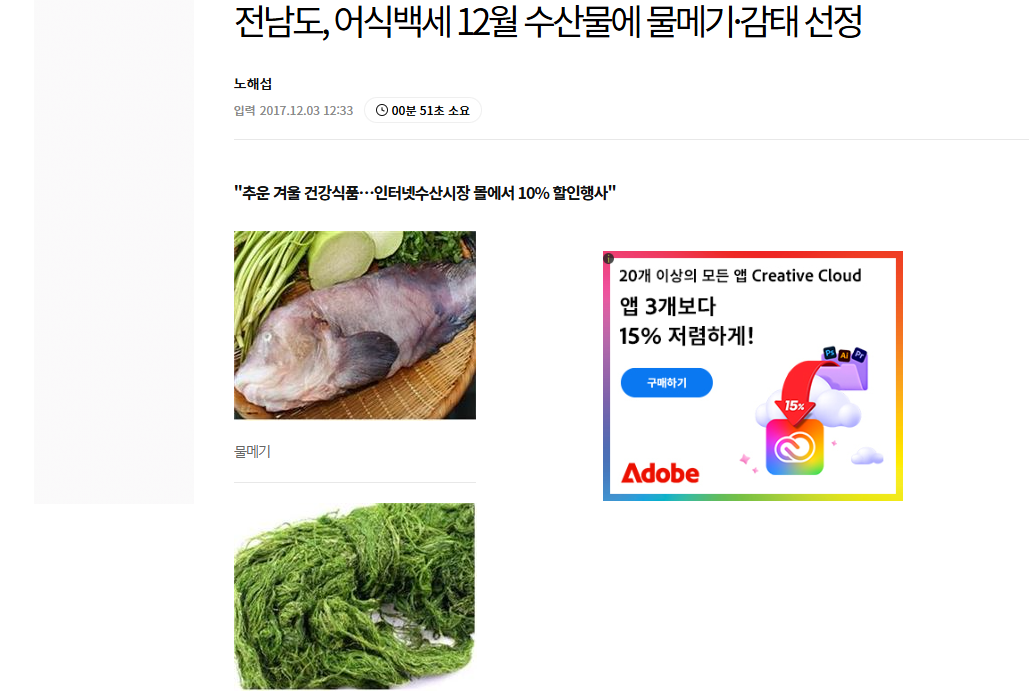 전남도, 어식백세 12월 수산물에 물메기·감태 선정
노해섭
입력 2017.12.03 12:33
00분 51초 소요
"추운 겨울 건강식품…인터넷수산시장 몰에서 10% 할인행사"
물메기
20개 이상의 모든 앱 Creative Cloud
앱 3개보다
15% 저렴하게!
구매하기
Ps Ai Pr
15%
Adobe